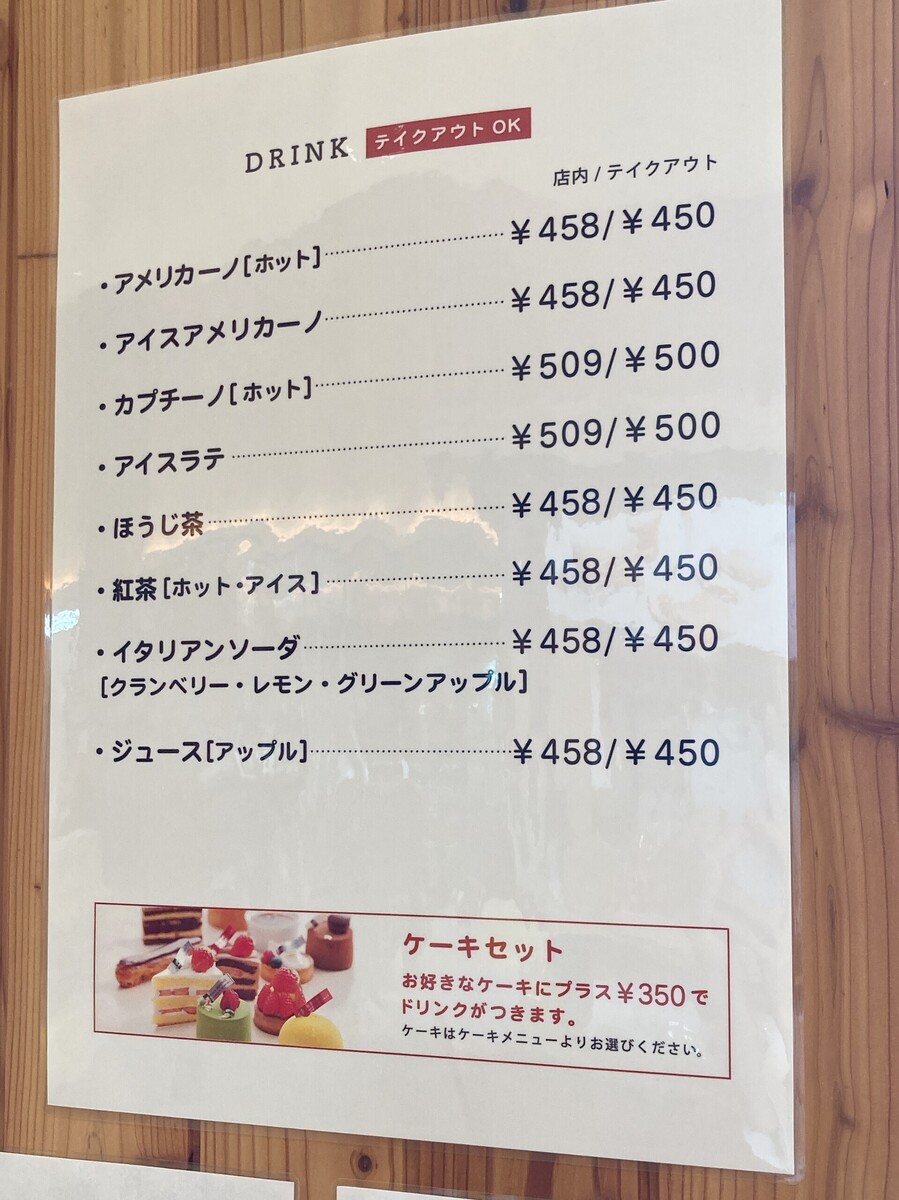 DRINK テイクアウト OK
店内 / テイクアウト
・アメリカーノ[ホット]…… ¥458/¥450
・アイスアメリカーノ…… ¥458/¥450
・カプチーノ[ホット]…… ¥509/¥500
・アイスラテ…… ¥509/¥500
・ほうじ茶…… ¥458/¥450
・紅茶[ホット・アイス]…… ¥458/¥450
・イタリアンソーダ…… ¥458/¥450
[クランベリー・レモン・グリーンアップル]
・ジュース[アップル]…… ¥458/¥450
ケーキセット
お好きなケーキにプラス¥350で
ドリンクがつきます。
ケーキはケーキメニューよりお選びください。